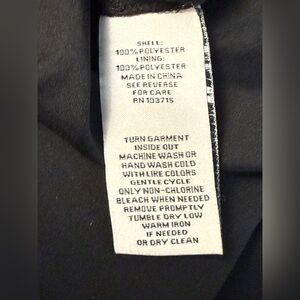 SHELL:
100% POLYESTER
LINING:
100% POLYESTER
MADE IN CHINA
SEE REVERSE
FOR CARE
RN 103715
TURN GARMENT
INSIDE OUT
MACHINE WASH OR
HAND WASH COLD
WITH LIKE COLORS
GENTLE CYCLE
ONLY NON-CHLORINE
BLEACH WHEN NEEDED
REMOVE PROMPTLY
TUMBLE DRY LOW
WARM IRON
IF NEEDED
OR DRY CLEAN